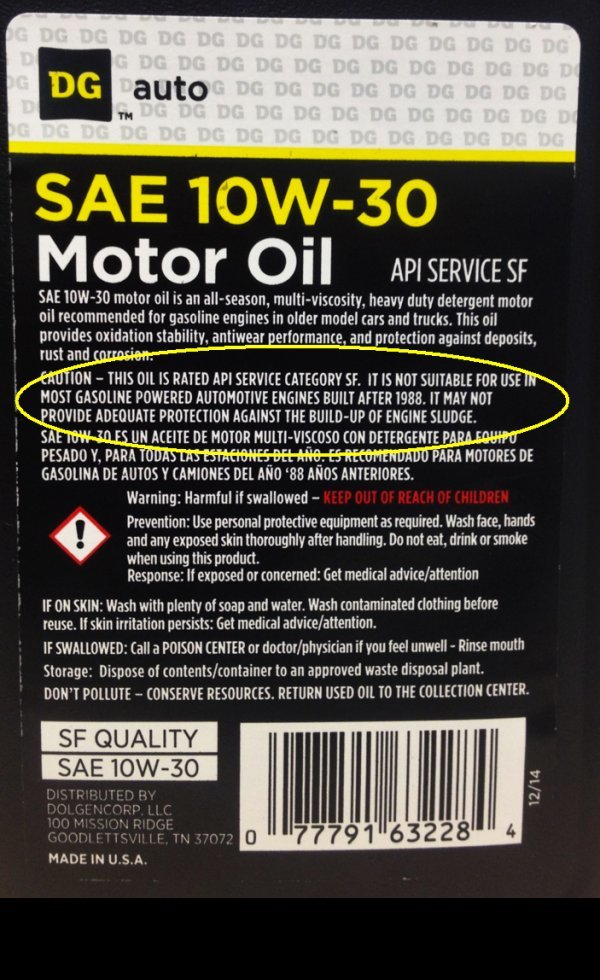 DG auto™
SAE 10W-30
Motor Oil API SERVICE SF
SAE 10W-30 motor oil is an all-season, multi-viscosity, heavy duty detergent motor
oil recommended for gasoline engines in older model cars and trucks. This oil
provides oxidation stability, antiwear performance, and protection against deposits,
rust and corrosion.
CAUTION – THIS OIL IS RATED API SERVICE CATEGORY SF. IT IS NOT SUITABLE FOR USE IN
MOST GASOLINE POWERED AUTOMOTIVE ENGINES BUILT AFTER 1988. IT MAY NOT
PROVIDE ADEQUATE PROTECTION AGAINST THE BUILD-UP OF ENGINE SLUDGE.
SAE 10W-30 ES UN ACEITE DE MOTOR MULTI-VISCOSO CON DETERGENTE PARA EQUIPO
PESADO Y, PARA TODAS LAS ESTACIONES DEL AÑO. ES RECOMENDADO PARA MOTORES DE
GASOLINA DE AUTOS Y CAMIONES DEL AÑO '88 AÑOS ANTERIORES.
Warning: Harmful if swallowed – KEEP OUT OF REACH OF CHILDREN
Prevention: Use personal protective equipment as required. Wash face, hands
and any exposed skin thoroughly after handling. Do not eat, drink or smoke
when using this product.
Response: If exposed or concerned: Get medical advice/attention
IF ON SKIN: Wash with plenty of soap and water. Wash contaminated clothing before
reuse. If skin irritation persists: Get medical advice/attention.
IF SWALLOWED: Call a POISON CENTER or doctor/physician if you feel unwell - Rinse mouth
Storage: Dispose of contents/container to an approved waste disposal plant.
DON'T POLLUTE – CONSERVE RESOURCES. RETURN USED OIL TO THE COLLECTION CENTER.
SF QUALITY
SAE 10W-30
DISTRIBUTED BY
DOLGENCORP, LLC
100 MISSION RIDGE
GOODLETTSVILLE, TN 37072
MADE IN U.S.A.
0 77791 63228 4
12/14